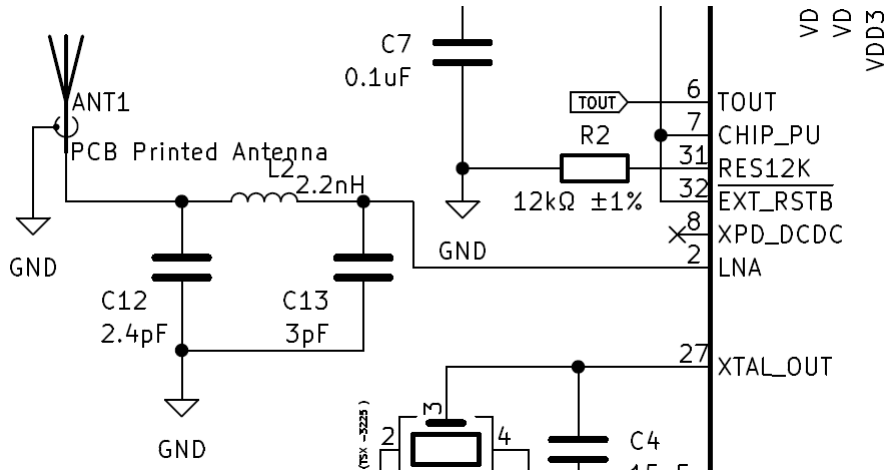 VD
VD
VDD3
C7
0.1uF
ANT1
PCB Printed Antenna
L2
2.2nH
GND
C12
2.4pF
C13
3pF
GND
TOUT
R2
12kΩ ±1%
GND
6 TOUT
7 CHIP_PU
31 RES12K
32 EXT_RSTB
8 XPD_DCDC
2 LNA
27 XTAL_OUT
(TSX -3225 )
2
3
4
C4